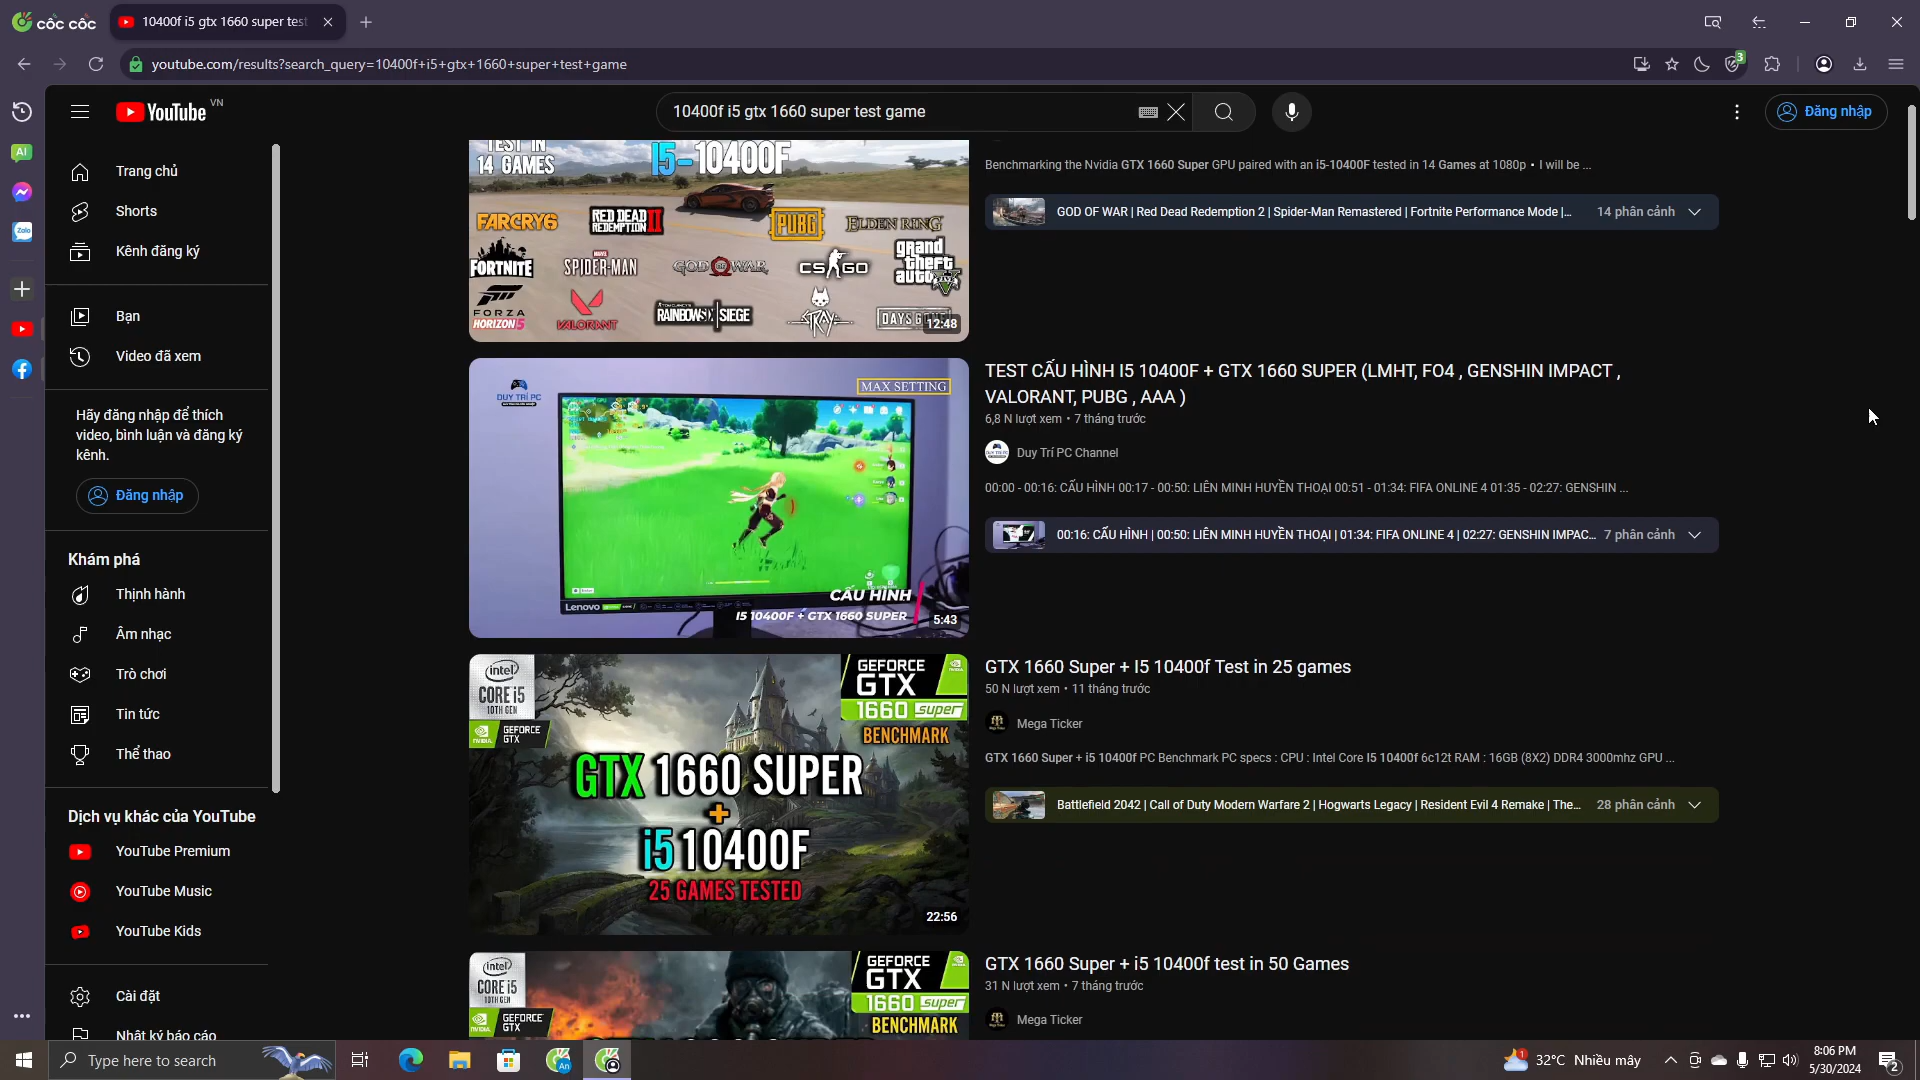 cốc cốc
10400f i5 gtx 1660 super test
youtube.com/results?search_query=10400f+i5+gtx+1660+super+test+game
3
YouTube VN
10400f i5 gtx 1660 super test game
Đăng nhập
AI
Zalo
Trang chủ
Shorts
Kênh đăng ký
Bạn
Video đã xem
Hãy đăng nhập để thích
video, bình luận và đăng ký
kênh.
Đăng nhập
Khám phá
Thịnh hành
Âm nhạc
Trò chơi
Tin tức
Thể thao
Dịch vụ khác của YouTube
YouTube Premium
YouTube Music
YouTube Kids
Cài đặt
Nhật ký báo cáo
TEST IN
14 GAMES
I5-10400F
FARCRY6
RED DEAD
REDEMPTION II
PUBG
ELDEN RING
FORTNITE
MARVEL
SPIDER-MAN
GOD OF WAR
CS:GO
grand
theft
auto V
FORZA
HORIZON 5
VALORANT
TOM CLANCY'S
RAINBOW SIX SIEGE
STRAY
DAYS GONE
12:48
Benchmarking the Nvidia GTX 1660 Super GPU paired with an i5-10400F tested in 14 Games at 1080p • I will be ...
GOD OF WAR | Red Dead Redemption 2 | Spider-Man Remastered | Fortnite Performance Mode |...
14 phân cảnh
DUY TRÍ PC
MAX SETTING
Lenovo
CẤU HÌNH
I5 10400F + GTX 1660 SUPER
5:43
TEST CẤU HÌNH I5 10400F + GTX 1660 SUPER (LMHT, FO4 , GENSHIN IMPACT ,
VALORANT, PUBG , AAA )
6,8 N lượt xem • 7 tháng trước
Duy Trí PC Channel
00:00 - 00:16: CẤU HÌNH 00:17 - 00:50: LIÊN MINH HUYỀN THOẠI 00:51 - 01:34: FIFA ONLINE 4 01:35 - 02:27: GENSHIN ...
00:16: CẤU HÌNH | 00:50: LIÊN MINH HUYỀN THOẠI | 01:34: FIFA ONLINE 4 | 02:27: GENSHIN IMPAC...
7 phân cảnh
intel
CORE i5
10TH GEN
NVIDIA
GEFORCE
GTX
GEFORCE
GTX
1660 super
BENCHMARK
GTX 1660 SUPER
+
i5 10400F
25 GAMES TESTED
22:56
GTX 1660 Super + I5 10400f Test in 25 games
50 N lượt xem • 11 tháng trước
Mega Ticker
GTX 1660 Super + i5 10400f PC Benchmark PC specs : CPU : Intel Core I5 10400f 6c12t RAM : 16GB (8X2) DDR4 3000mhz GPU ...
Battlefield 2042 | Call of Duty Modern Warfare 2 | Hogwarts Legacy | Resident Evil 4 Remake | The...
28 phân cảnh
intel
CORE i5
10TH GEN
NVIDIA
GEFORCE
GTX
GEFORCE
GTX
1660 super
BENCHMARK
GTX 1660 Super + i5 10400f test in 50 Games
31 N lượt xem • 7 tháng trước
Mega Ticker
Type here to search
An
1
32°C Nhiều mây
8:06 PM
5/30/2024
2